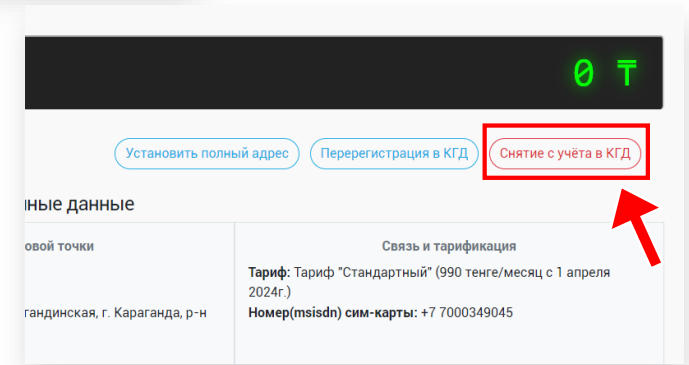 0 ₸
Установить полный адрес Перерегистрация в КГД Снятие с учёта в КГД
нные данные
овой точки Связь и тарификация
Тариф: Тариф "Стандартный" (990 тенге/месяц с 1 апреля
2024г.)
гандинская, г. Караганда, р-н Номер(msisdn) сим-карты: +7 7000349045